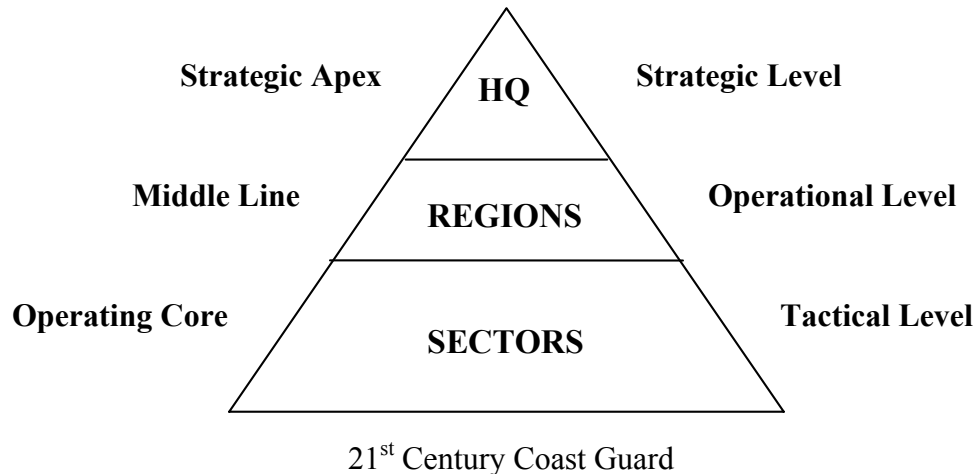 Strategic Apex HQ Strategic Level
Middle Line REGIONS Operational Level
Operating Core SECTORS Tactical Level
21st Century Coast Guard